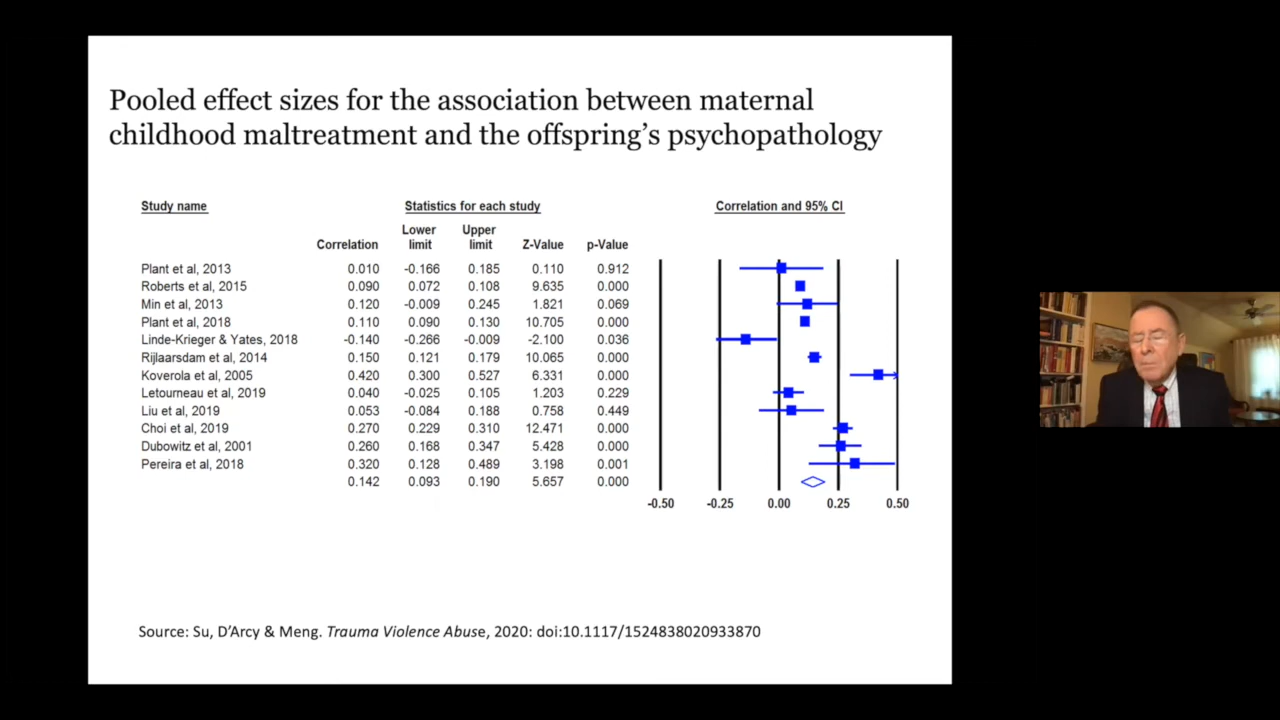 Pooled effect sizes for the association between maternal
childhood maltreatment and the offspring's psychopathology
Study name Statistics for each study Correlation and 95% CI
Correlation Lower limit Upper limit Z-Value p-Value
Plant et al, 2013 0.010 -0.166 0.185 0.110 0.912
Roberts et al, 2015 0.090 0.072 0.108 9.635 0.000
Min et al, 2013 0.120 -0.009 0.245 1.821 0.069
Plant et al, 2018 0.110 0.090 0.130 10.705 0.000
Linde-Krieger & Yates, 2018 -0.140 -0.266 -0.009 -2.100 0.036
Rijlaarsdam et al, 2014 0.150 0.121 0.179 10.065 0.000
Koverola et al, 2005 0.420 0.300 0.527 6.331 0.000
Letourneau et al, 2019 0.040 -0.025 0.105 1.203 0.229
Liu et al, 2019 0.053 -0.084 0.188 0.758 0.449
Choi et al, 2019 0.270 0.229 0.310 12.471 0.000
Dubowitz et al, 2001 0.260 0.168 0.347 5.428 0.000
Pereira et al, 2018 0.320 0.128 0.489 3.198 0.001
0.142 0.093 0.190 5.657 0.000
-0.50 -0.25 0.00 0.25 0.50
Source: Su, D'Arcy & Meng. Trauma Violence Abuse, 2020: doi:10.1117/1524838020933870